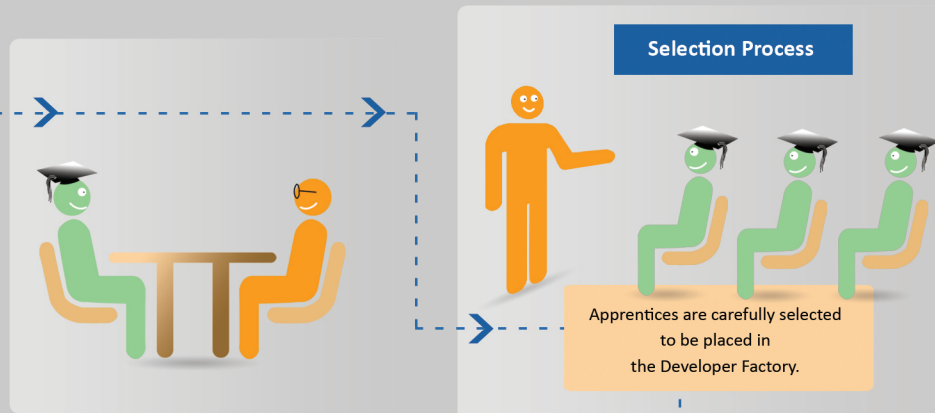 Selection Process
Apprentices are carefully selected
to be placed in
the Developer Factory.